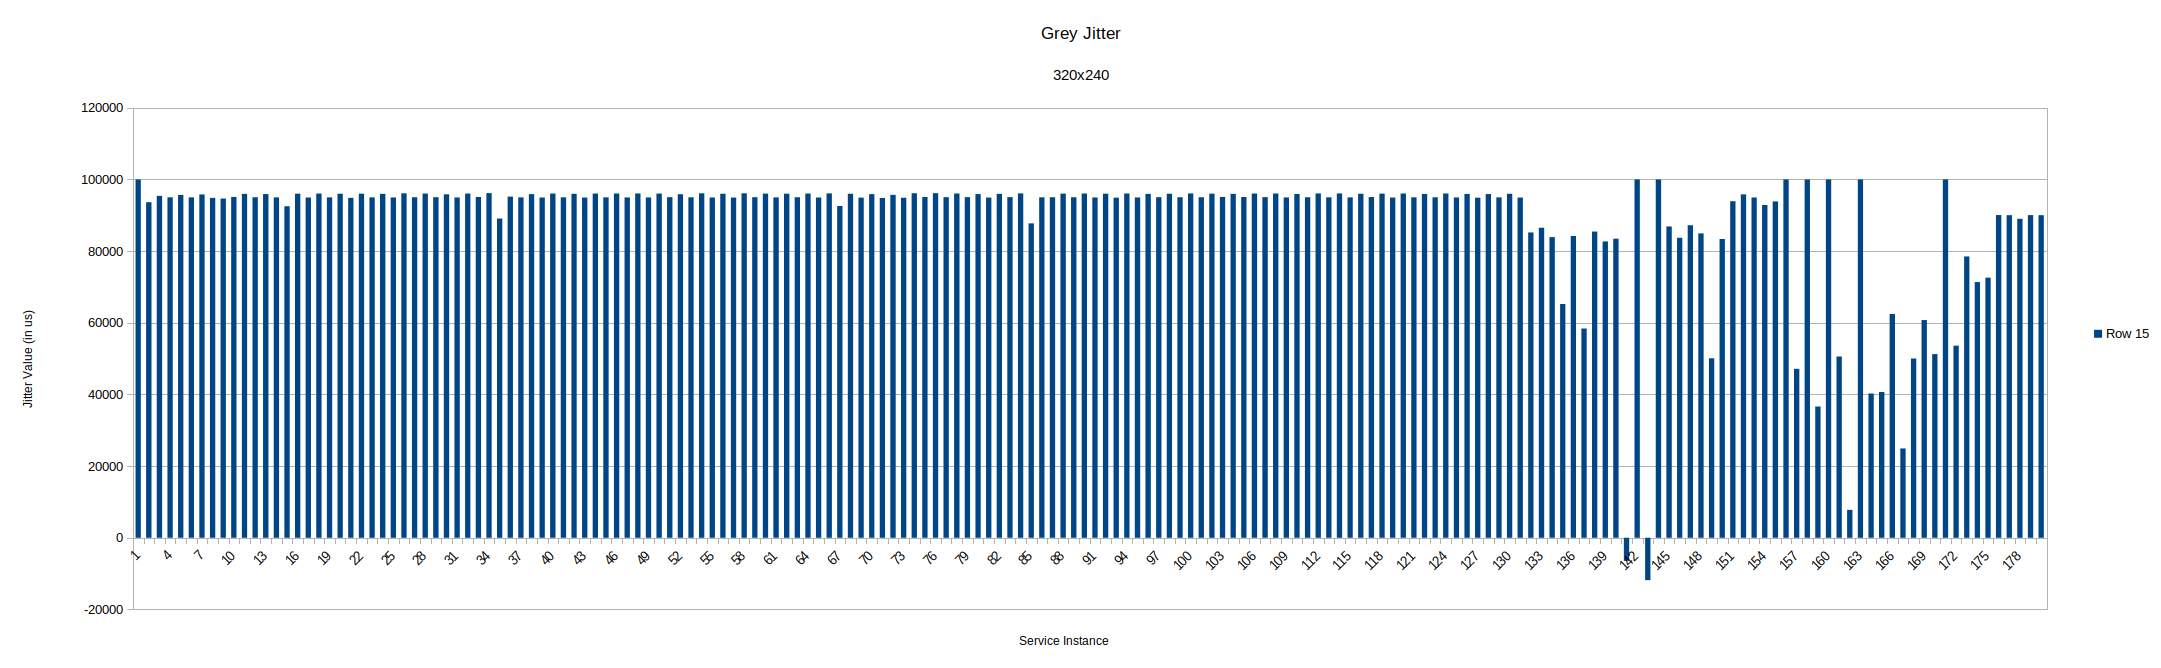 Grey Jitter
320x240
120000
100000
80000
60000
40000
20000
0
-20000
Jitter Value (in us)
1 4 7 10 13 16 19 22 25 28 31 34 37 40 43 46 49 52 55 58 61 64 67 70 73 76 79 82 85 88 91 94 97 100 103 106 109 112 115 118 121 124 127 130 133 136 139 142 145 148 151 154 157 160 163 166 169 172 175 178
Service Instance
Row 15